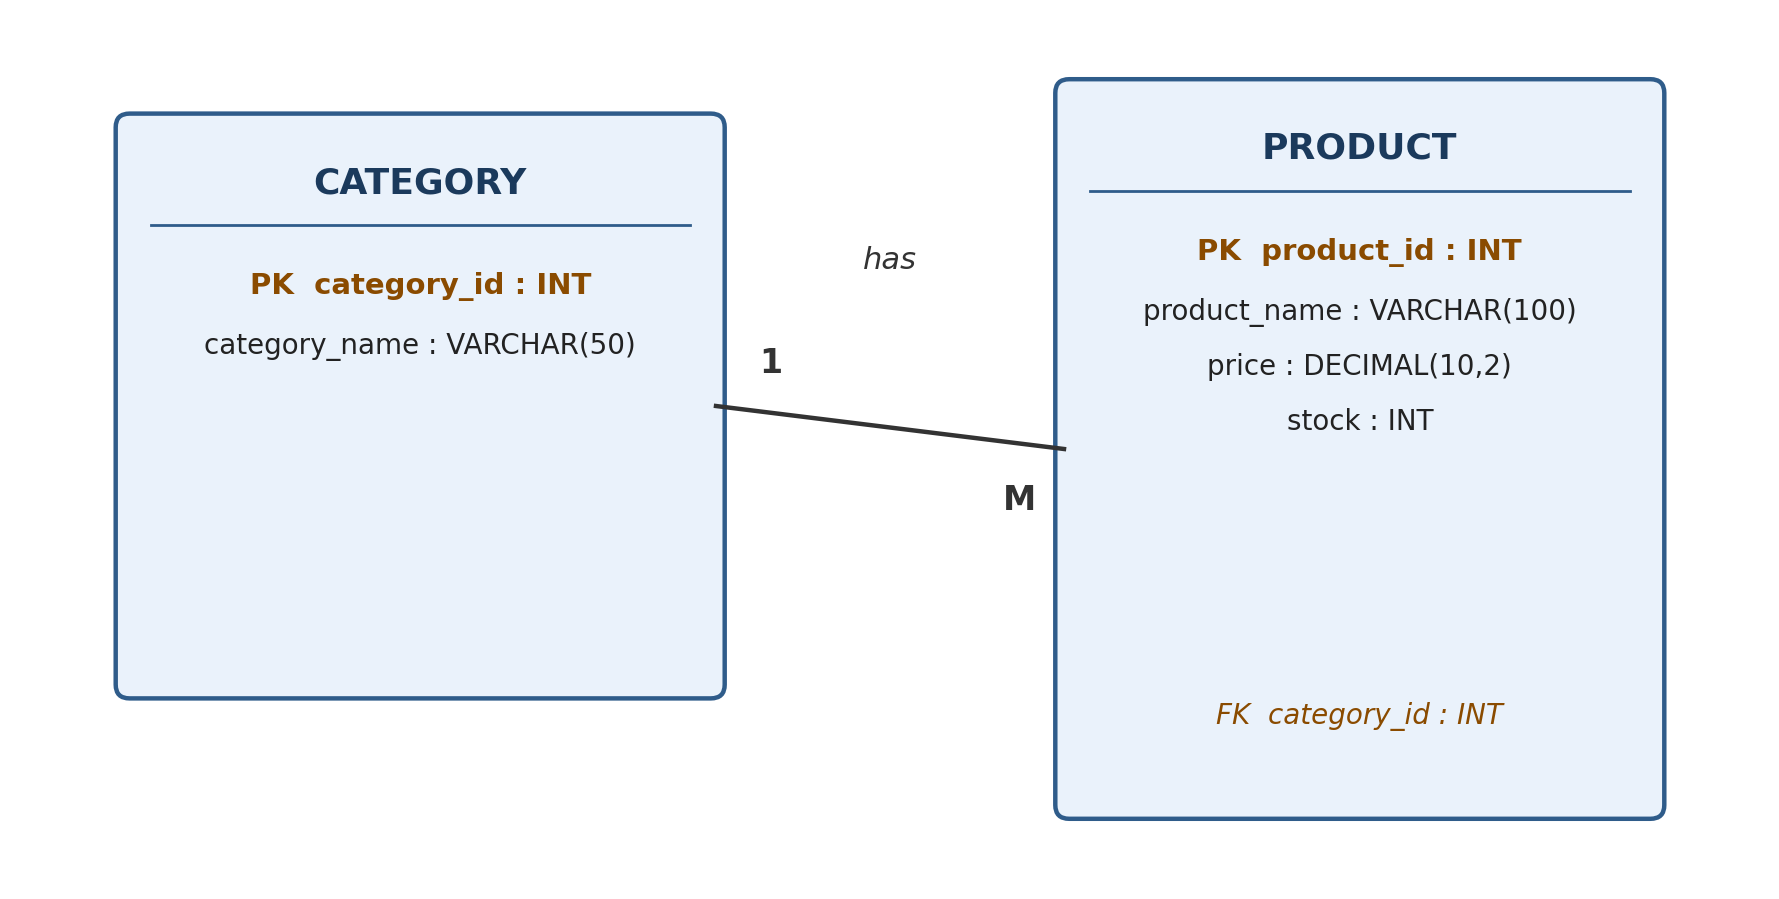 CATEGORY
PK  category_id : INT
category_name : VARCHAR(50)
has
1
M
PRODUCT
PK  product_id : INT
product_name : VARCHAR(100)
price : DECIMAL(10,2)
stock : INT
FK  category_id : INT